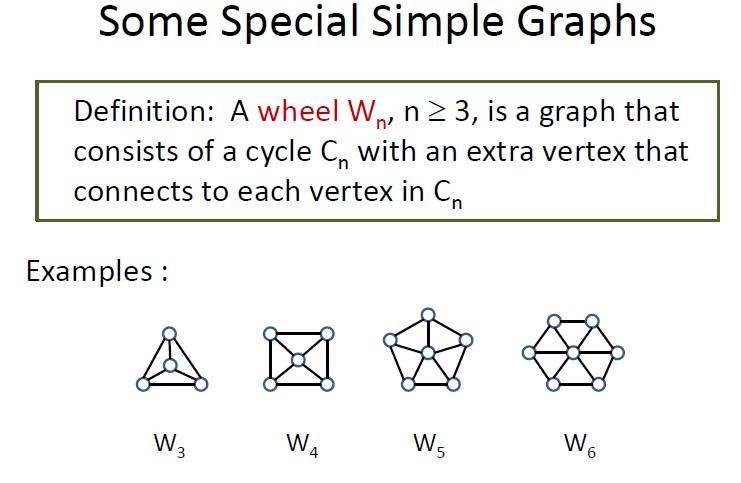 Some Special Simple Graphs
Definition: A wheel Wₙ, n ≥ 3, is a graph that
consists of a cycle Cₙ with an extra vertex that
connects to each vertex in Cₙ
Examples :
W₃ W₄ W₅ W₆